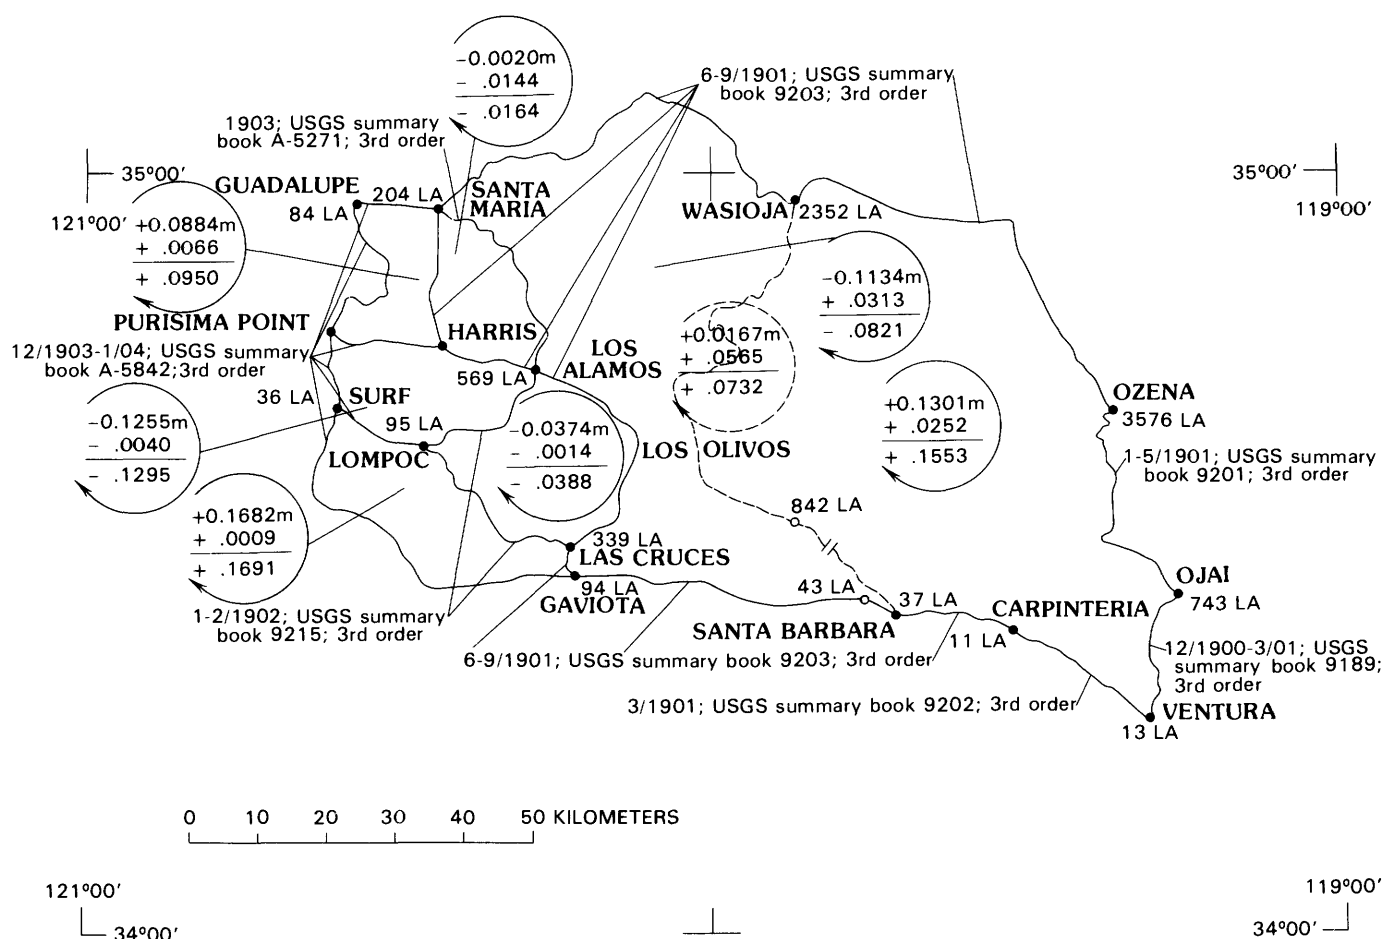 -0.0020m
- .0144
- .0164
6-9/1901; USGS summary
book 9203; 3rd order
1903; USGS summary
book A-5271; 3rd order
35°00′
121°00′
35°00′
119°00′
GUADALUPE
84 LA
204 LA
SANTA
MARIA
WASIOJA
2352 LA
+0.0884m
+ .0066
+ .0950
-0.1134m
+ .0313
- .0821
PURISIMA POINT
HARRIS
LOS
ALAMOS
569 LA
+0.0167m
+ .0565
+ .0732
12/1903-1/04; USGS summary
book A-5842;3rd order
36 LA
SURF
95 LA
LOMPOC
+0.1301m
+ .0252
+ .1553
OZENA
3576 LA
1-5/1901; USGS summary
book 9201; 3rd order
-0.1255m
- .0040
- .1295
-0.0374m
- .0014
- .0388
LOS OLIVOS
+0.1682m
+ .0009
+ .1691
842 LA
339 LA
LAS CRUCES
94 LA
GAVIOTA
43 LA
37 LA
SANTA BARBARA
CARPINTERIA
11 LA
OJAI
743 LA
1-2/1902; USGS summary
book 9215; 3rd order
6-9/1901; USGS summary book 9203; 3rd order
12/1900-3/01; USGS
summary book 9189;
3rd order
3/1901; USGS summary book 9202; 3rd order
VENTURA
13 LA
0 10 20 30 40 50 KILOMETERS
121°00′
34°00′
119°00′
34°00′